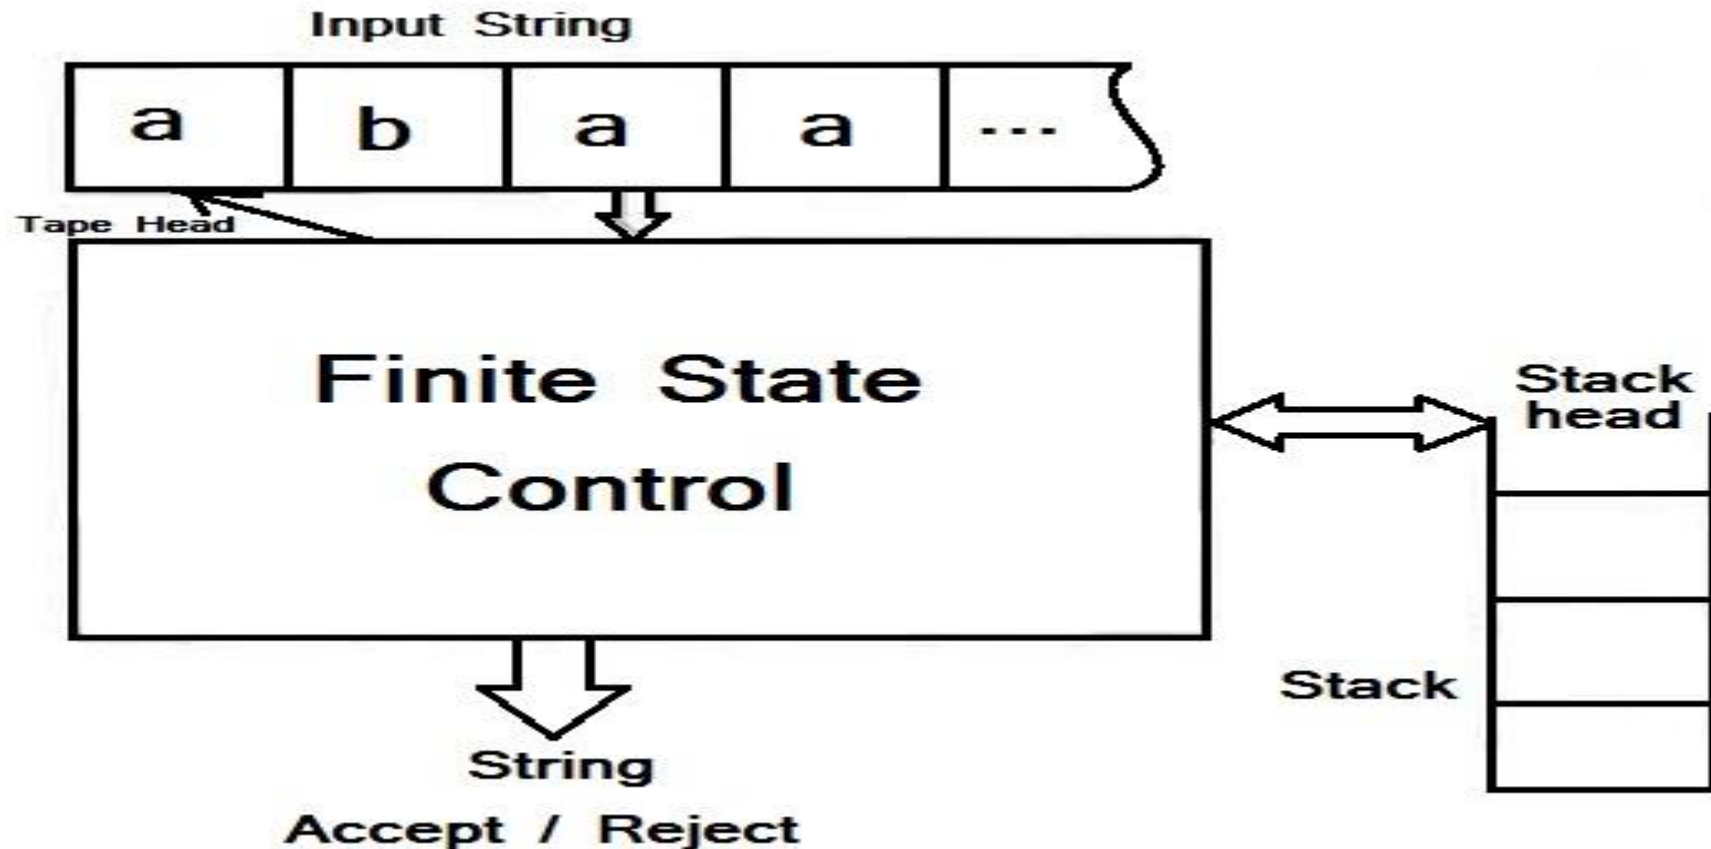 Input String
a b a a ...
Tape Head
Finite State
Control
Stack
head
Stack
String
Accept / Reject